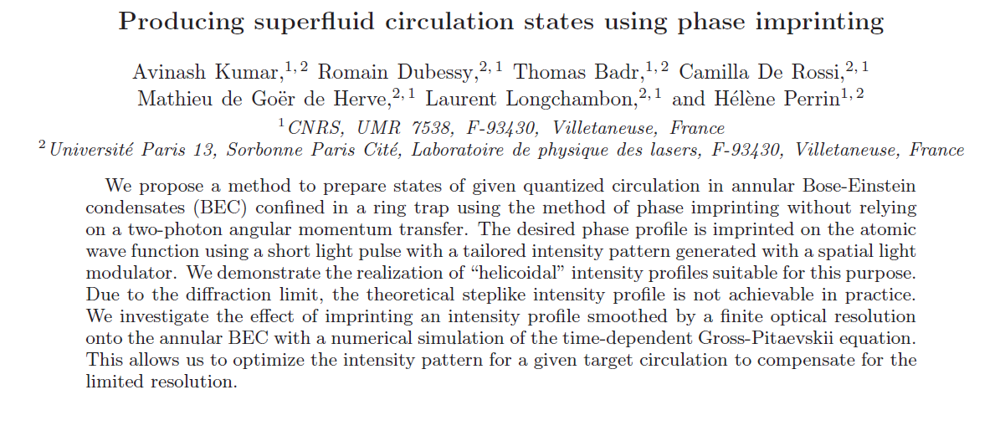 Producing superfluid circulation states using phase imprinting
Avinash Kumar,1, 2 Romain Dubessy,2, 1 Thomas Badr,1, 2 Camilla De Rossi,2, 1
Mathieu de Goër de Herve,2, 1 Laurent Longchambon,2, 1 and Hélène Perrin1, 2
1 CNRS, UMR 7538, F-93430, Villetaneuse, France
2 Université Paris 13, Sorbonne Paris Cité, Laboratoire de physique des lasers, F-93430, Villetaneuse, France
We propose a method to prepare states of given quantized circulation in annular Bose-Einstein
condensates (BEC) confined in a ring trap using the method of phase imprinting without relying
on a two-photon angular momentum transfer. The desired phase profile is imprinted on the atomic
wave function using a short light pulse with a tailored intensity pattern generated with a spatial light
modulator. We demonstrate the realization of “helicoidal” intensity profiles suitable for this purpose.
Due to the diffraction limit, the theoretical steplike intensity profile is not achievable in practice.
We investigate the effect of imprinting an intensity profile smoothed by a finite optical resolution
onto the annular BEC with a numerical simulation of the time-dependent Gross-Pitaevskii equation.
This allows us to optimize the intensity pattern for a given target circulation to compensate for the
limited resolution.